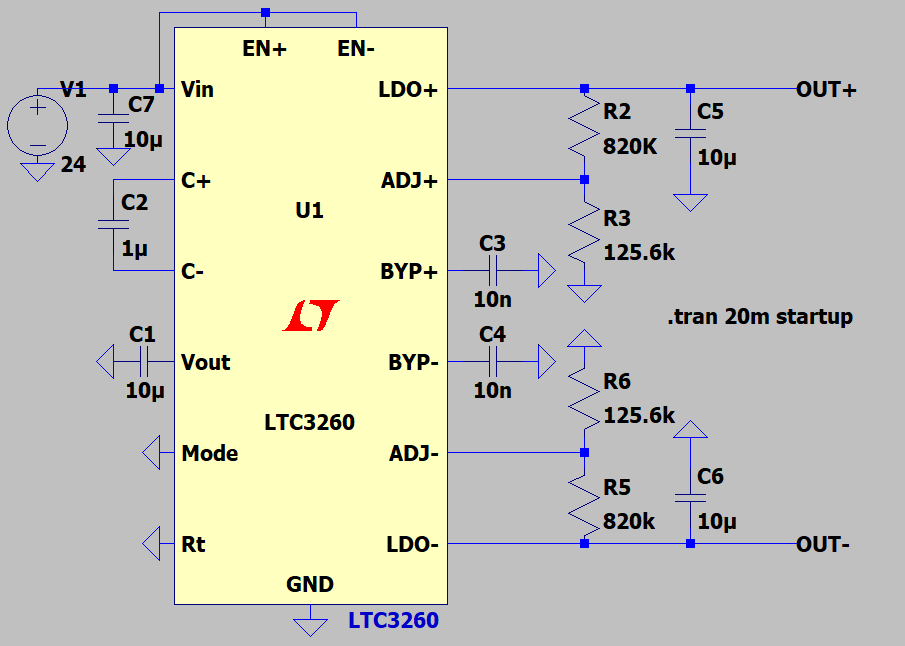 EN+ EN-
V1 Vin LDO+ OUT+
C7 R2 C5
10µ 820K 10µ
24
C+ ADJ+
C2 U1 R3
1µ 125.6k
C- BYP+ C3
10n
.tran 20m startup
C1 C4
Vout BYP-
10µ 10n R6
125.6k
LTC3260
Mode ADJ-
R5 C6
820k 10µ
Rt LDO- OUT-
GND
LTC3260